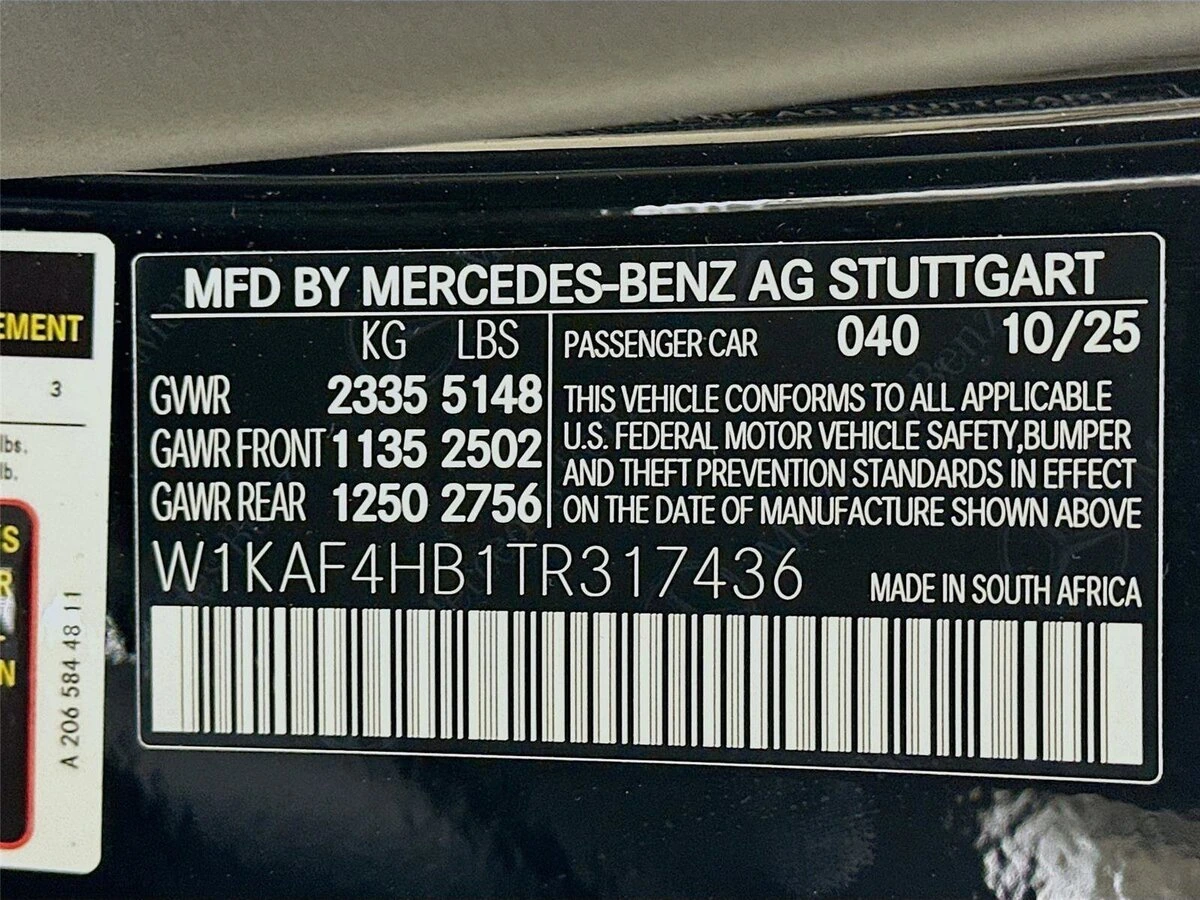 MFD BY MERCEDES-BENZ AG STUTTGART
KG LBS
GVWR 2335 5148
GAWR FRONT 1135 2502
GAWR REAR 1250 2756
PASSENGER CAR 040 10/25
THIS VEHICLE CONFORMS TO ALL APPLICABLE
U.S. FEDERAL MOTOR VEHICLE SAFETY,BUMPER
AND THEFT PREVENTION STANDARDS IN EFFECT
ON THE DATE OF MANUFACTURE SHOWN ABOVE
W1KAF4HB1TR317436
MADE IN SOUTH AFRICA
3
lbs.
lb.
A 206 584 48 11